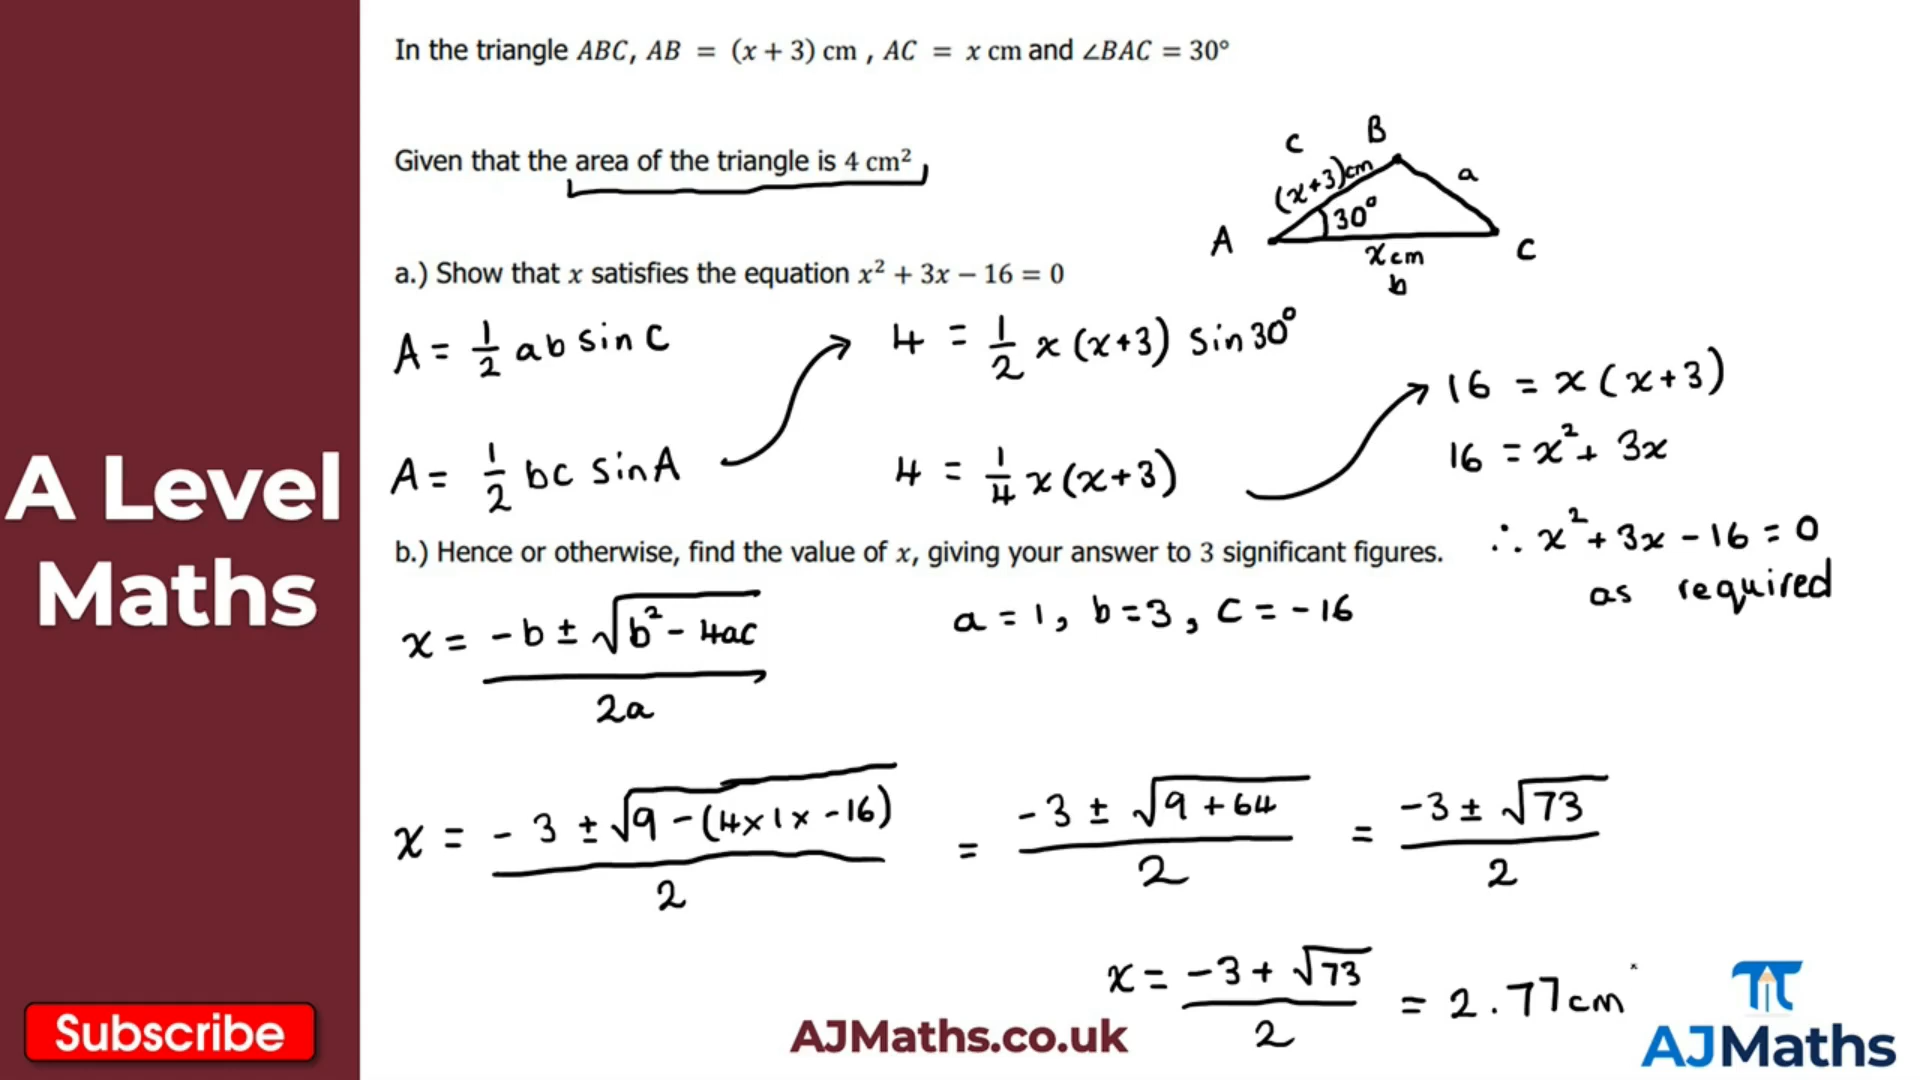 In the triangle ABC, AB = (x + 3) cm , AC = x cm and ∠BAC = 30°
Given that the area of the triangle is 4 cm²
c B
(x+3)cm a
30°
A C
x cm
b
a.) Show that x satisfies the equation x² + 3x − 16 = 0
A = 1/2 ab sin C
4 = 1/2 x (x+3) sin 30°
A = 1/2 bc sin A
4 = 1/4 x (x+3)
16 = x (x+3)
16 = x² + 3x
∴ x² + 3x - 16 = 0
as required
b.) Hence or otherwise, find the value of x, giving your answer to 3 significant figures.
x = (-b ± √(b² - 4ac)) / 2a
a = 1, b = 3, c = -16
x = (-3 ± √(9 - (4x1x -16))) / 2 = (-3 ± √(9 + 64)) / 2 = (-3 ± √73) / 2
x = (-3 + √73) / 2 = 2.77cm
A Level
Maths
Subscribe
AJMaths.co.uk
AJMaths